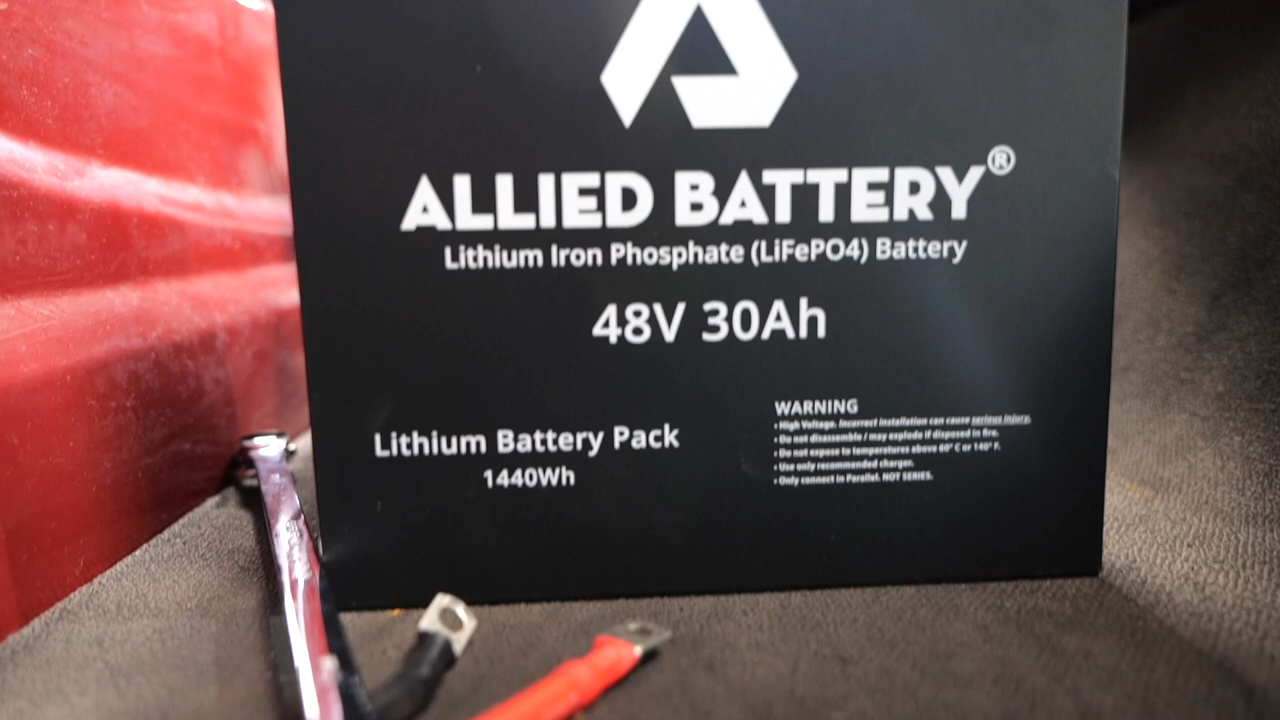 ALLIED BATTERY®
Lithium Iron Phosphate (LiFePO4) Battery
48V 30Ah
Lithium Battery Pack
1440Wh
WARNING
• High Voltage. Incorrect installation can cause serious injury.
• Do not disassemble / may explode if disposed in fire.
• Do not expose to temperatures above 60° C or 140° F.
• Use only recommended charger.
• Only connect in Parallel. NOT SERIES.